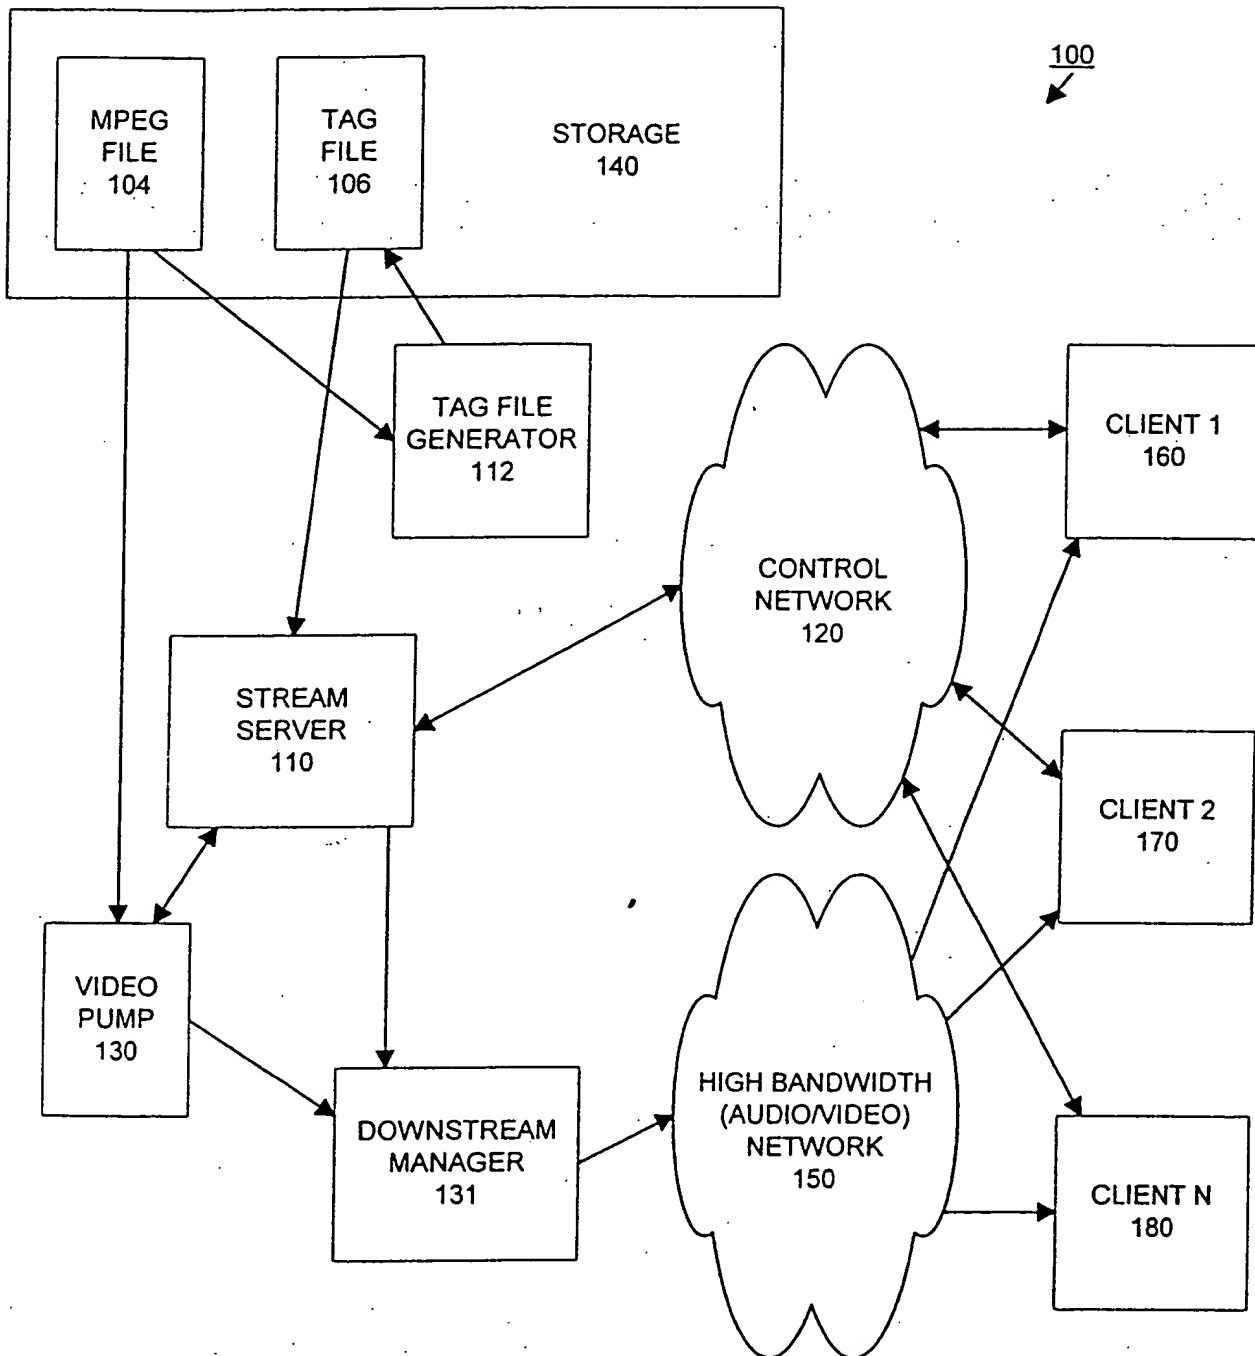 100
MPEG
FILE
104
TAG
FILE
106
STORAGE
140
TAG FILE
GENERATOR
112
CLIENT 1
160
CONTROL
NETWORK
120
STREAM
SERVER
110
CLIENT 2
170
VIDEO
PUMP
130
DOWNSTREAM
MANAGER
131
HIGH BANDWIDTH
(AUDIO/VIDEO)
NETWORK
150
CLIENT N
180